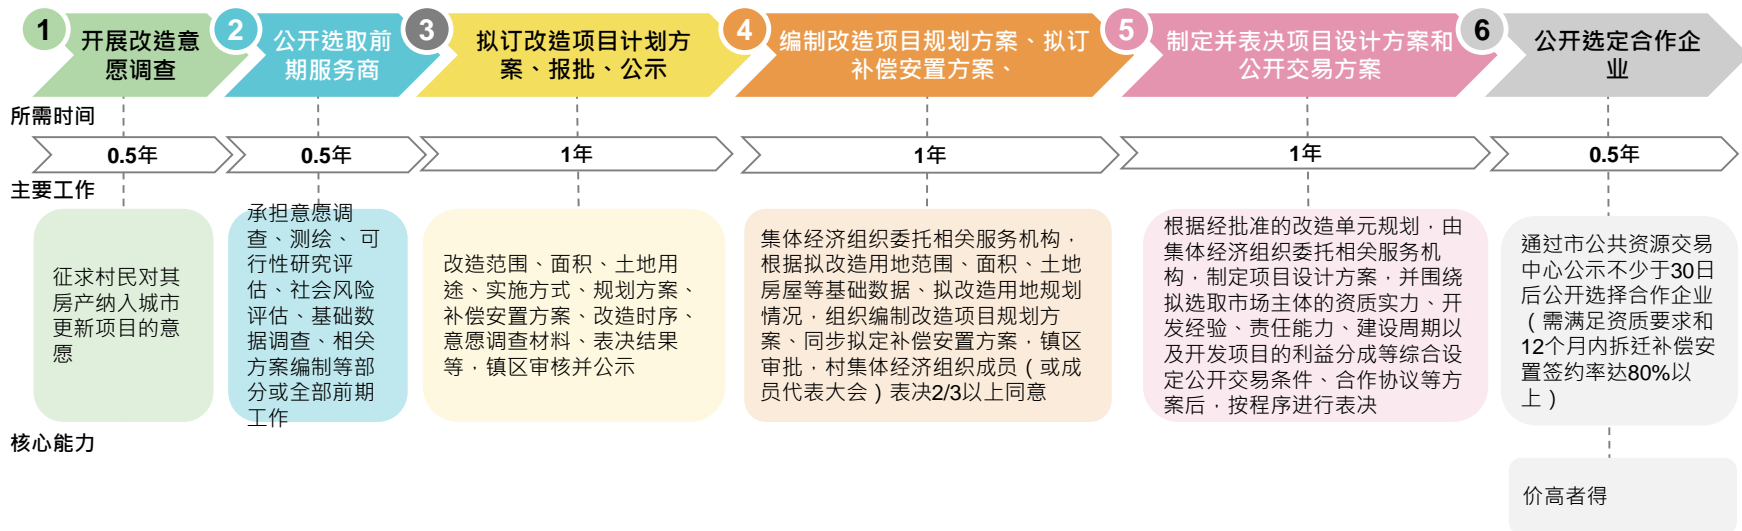 1
开展改造意
愿调查
2
公开选取前
期服务商
3
拟订改造项目计划方
案、报批、公示
4
编制改造项目规划方案、拟订
补偿安置方案、
5
制定并表决项目设计方案和
公开交易方案
6
公开选定合作企
业
所需时间
0.5年
0.5年
1年
1年
1年
0.5年
主要工作
征求村民对其
房产纳入城市
更新项目的意
愿
承担意愿调
查、测绘、 可
行性研究评
估、社会风险
评估、基础数
据调查、相关
方案编制等部
分或全部前期
工作
改造范围、面积、土地用
途、实施方式、规划方案、
补偿安置方案、改造时序、
意愿调查材料、表决结果
等，镇区审核并公示
集体经济组织委托相关服务机构，
根据拟改造用地范围、面积、土地
房屋等基础数据、拟改造用地规划
情况，组织编制改造项目规划方
案、同步拟定补偿安置方案，镇区
审批，村集体经济组织成员（或成
员代表大会）表决2/3以上同意
根据经批准的改造单元规划，由
集体经济组织委托相关服务机
构，制定项目设计方案，并围绕
拟选取市场主体的资质实力、开
发经验、责任能力、建设周期以
及开发项目的利益分成等综合设
定公开交易条件、合作协议等方
案后，按程序进行表决
通过市公共资源交易
中心公示不少于30日
后公开选择合作企业
（需满足资质要求和
12个月内拆迁补偿安
置签约率达80%以
上）
核心能力
价高者得